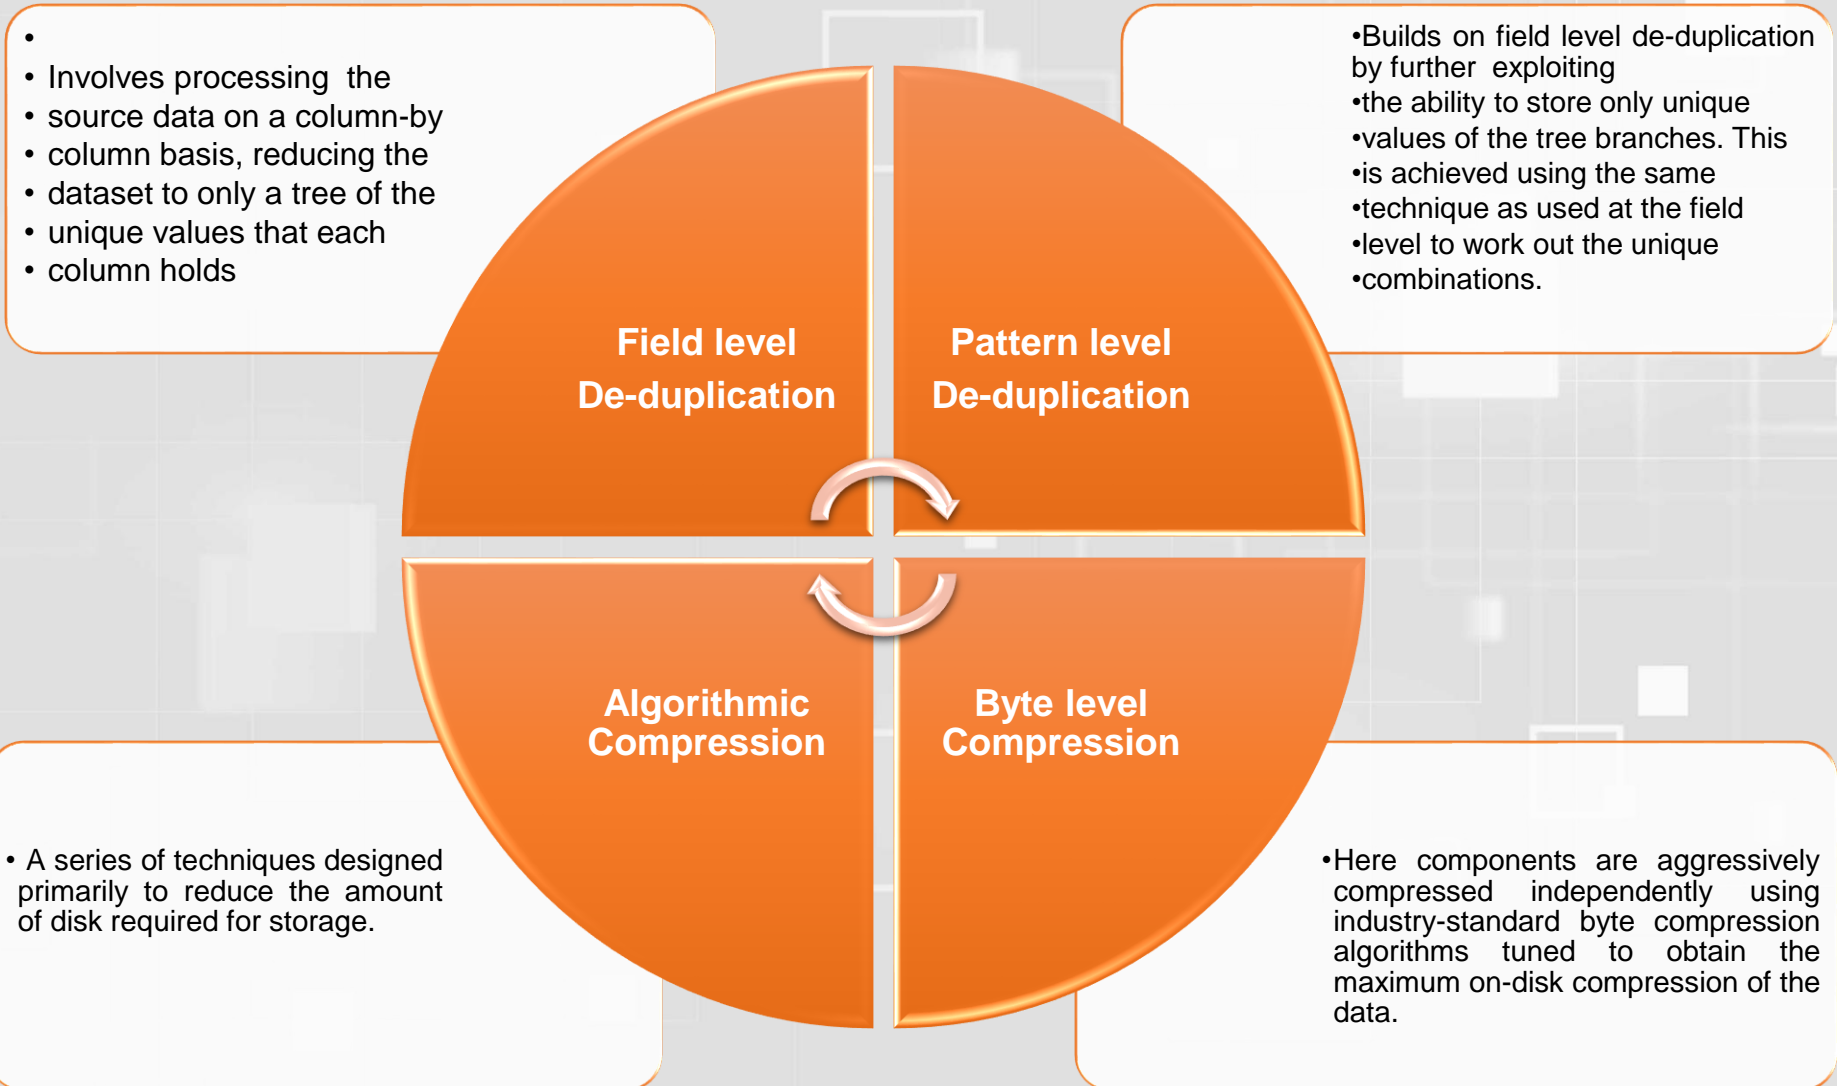 •
• Involves processing the
• source data on a column-by
• column basis, reducing the
• dataset to only a tree of the
• unique values that each
• column holds
Field level
De-duplication
•Builds on field level de-duplication
by further exploiting
•the ability to store only unique
•values of the tree branches. This
•is achieved using the same
•technique as used at the field
•level to work out the unique
•combinations.
Pattern level
De-duplication
Algorithmic
Compression
• A series of techniques designed
primarily to reduce the amount
of disk required for storage.
Byte level
Compression
•Here components are aggressively
compressed independently using
industry-standard byte compression
algorithms tuned to obtain the
maximum on-disk compression of the
data.